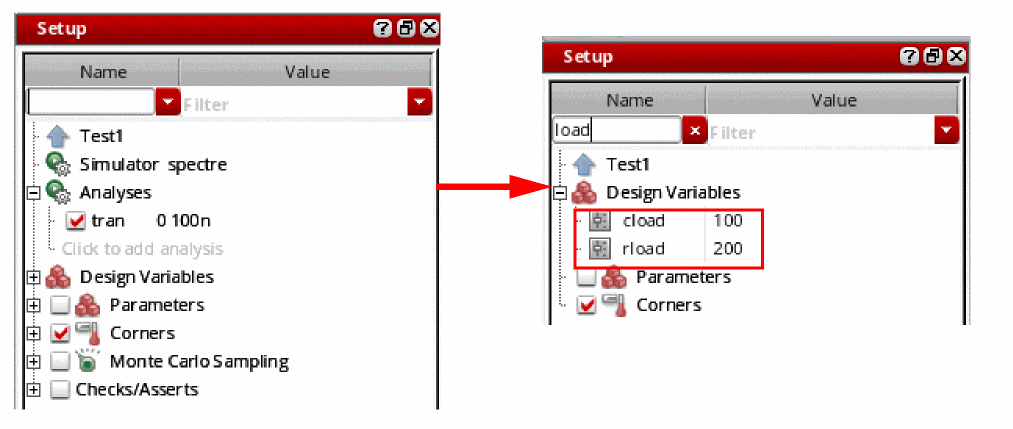 Setup
Name Value
Filter
Test1
Simulator spectre
Analyses
tran 0 100n
Click to add analysis
Design Variables
Parameters
Corners
Monte Carlo Sampling
Checks/Asserts
Setup
Name Value
load Filter
Test1
Design Variables
cload 100
rload 200
Parameters
Corners